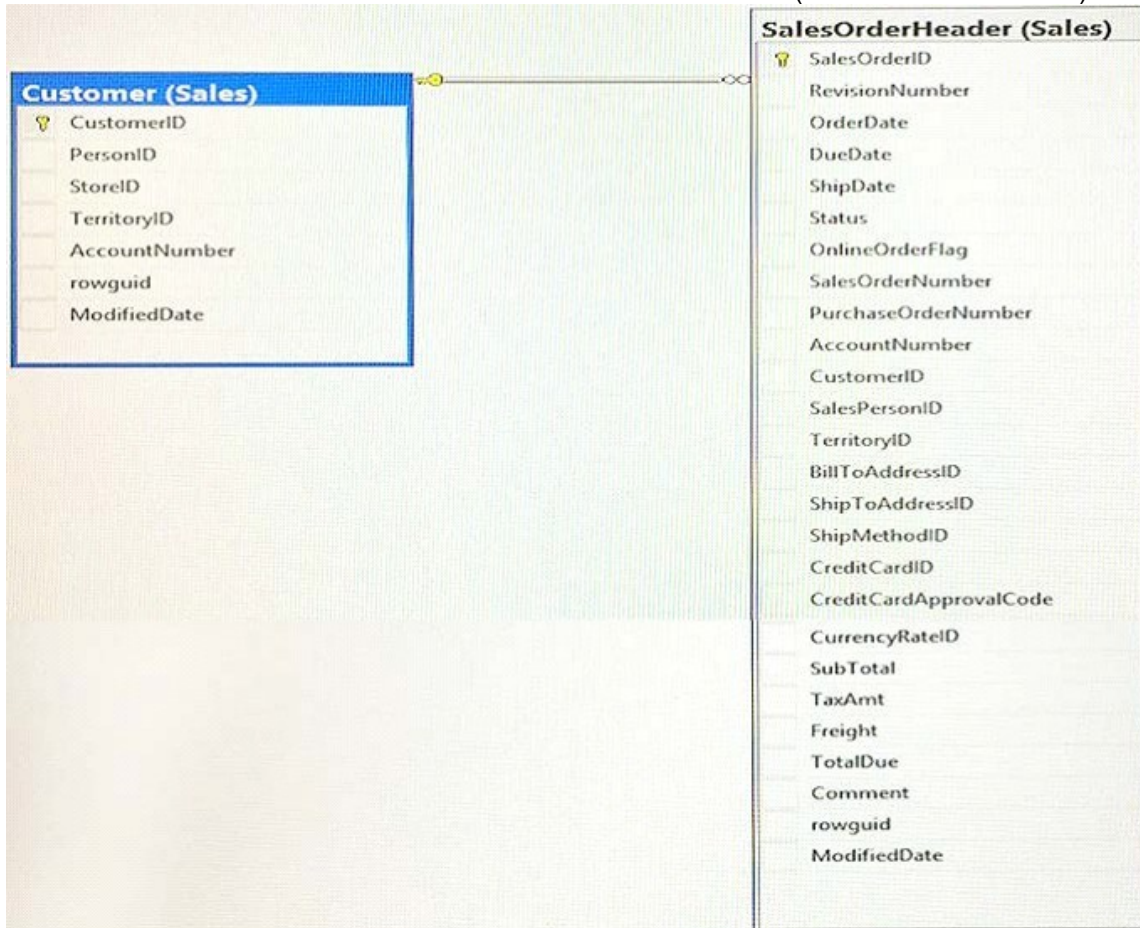 Customer (Sales)
CustomerID
PersonID
StoreID
TerritoryID
AccountNumber
rowguid
ModifiedDate
SalesOrderHeader (Sales)
SalesOrderID
RevisionNumber
OrderDate
DueDate
ShipDate
Status
OnlineOrderFlag
SalesOrderNumber
PurchaseOrderNumber
AccountNumber
CustomerID
SalesPersonID
TerritoryID
BillToAddressID
ShipToAddressID
ShipMethodID
CreditCardID
CreditCardApprovalCode
CurrencyRateID
SubTotal
TaxAmt
Freight
TotalDue
Comment
rowguid
ModifiedDate